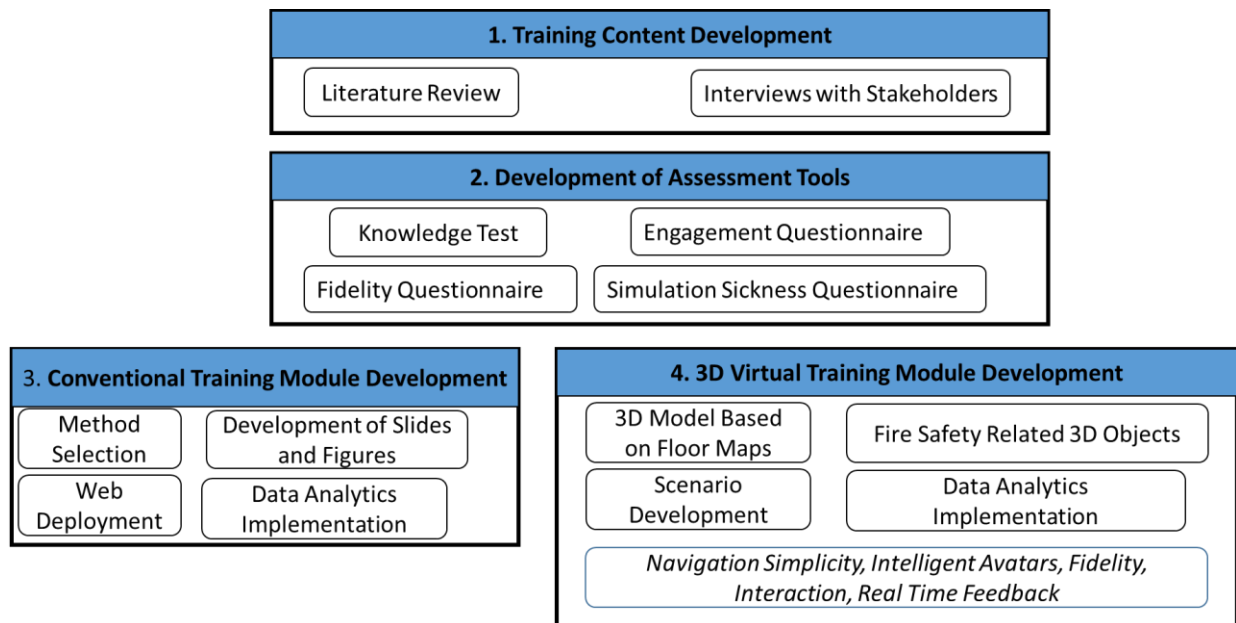 1. Training Content Development
Literature Review
Interviews with Stakeholders
2. Development of Assessment Tools
Knowledge Test
Engagement Questionnaire
Fidelity Questionnaire
Simulation Sickness Questionnaire
3. Conventional Training Module Development
Method
Selection
Development of Slides
and Figures
Web
Deployment
Data Analytics
Implementation
4. 3D Virtual Training Module Development
3D Model Based
on Floor Maps
Fire Safety Related 3D Objects
Scenario
Development
Data Analytics
Implementation
Navigation Simplicity, Intelligent Avatars, Fidelity,
Interaction, Real Time Feedback